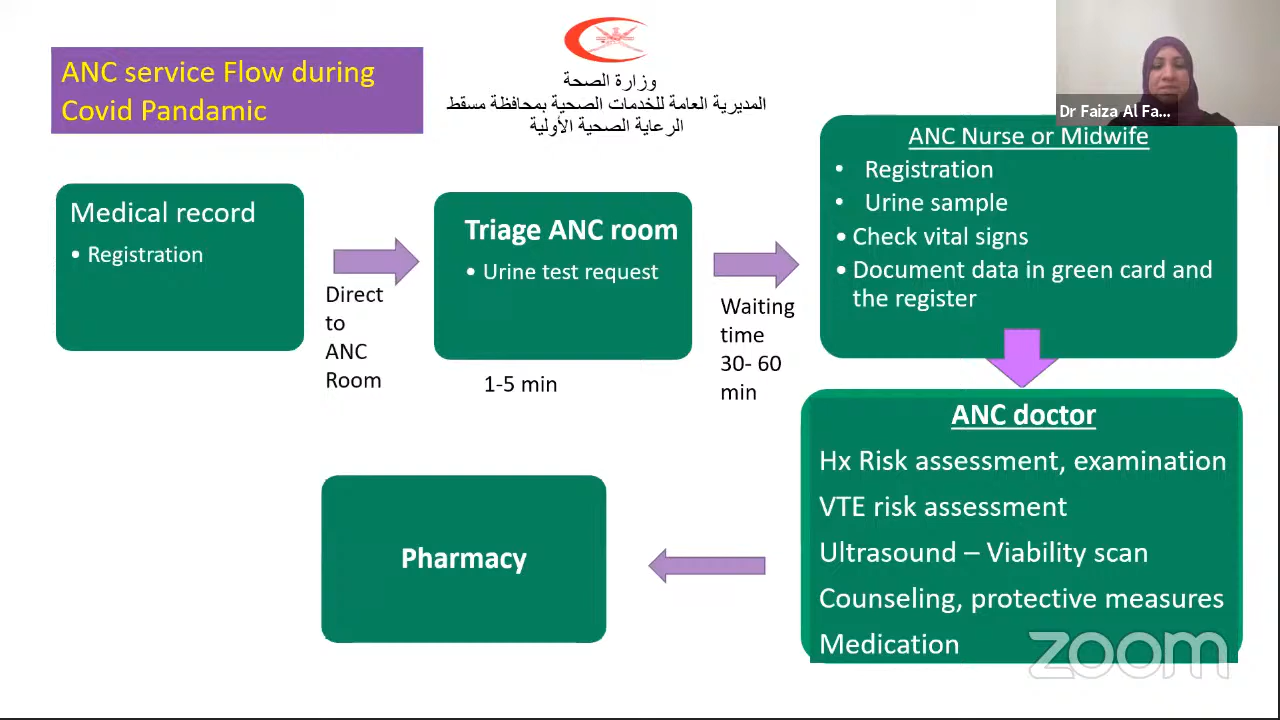 ANC service Flow during
Covid Pandamic
وزارة الصحة
المديرية العامة للخدمات الصحية بمحافظة مسقط
الرعاية الصحية الأولية
Dr Faiza Al Fa...
Medical record
• Registration
Direct
to
ANC
Room
Triage ANC room
• Urine test request
1-5 min
Waiting
time
30- 60
min
ANC Nurse or Midwife
• Registration
• Urine sample
• Check vital signs
• Document data in green card and
the register
ANC doctor
Hx Risk assessment, examination
VTE risk assessment
Ultrasound – Viability scan
Counseling, protective measures
Medication
Pharmacy
zoom